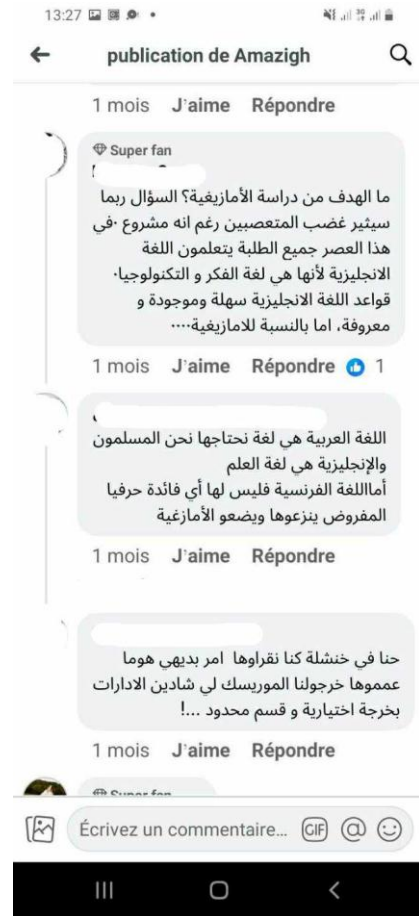 13:27
publication de Amazigh
1 mois J'aime Répondre
Super fan
ما الهدف من دراسة الأمازيغية؟ السؤال ربما
سيثير غضب المتعصبين رغم انه مشروع ·في
هذا العصر جميع الطلبة يتعلمون اللغة
الانجليزية لأنها هي لغة الفكر و التكنولوجيا·
قواعد اللغة الانجليزية سهلة وموجودة و
معروفة، اما بالنسبة للامازيغية····
1 mois J'aime Répondre 1
اللغة العربية هي لغة نحتاجها نحن المسلمون
والإنجليزية هي لغة العلم
أمااللغة الفرنسية فليس لها أي فائدة حرفيا
المفروض ينزعوها ويضعو الأمازغية
1 mois J'aime Répondre
حنا في خنشلة كنا نقراوها امر بديهي هوما
عمموها خرجولنا الموريسك لي شادين الادارات
بخرجة اختيارية و قسم محدود ...!
1 mois J'aime Répondre
Écrivez un commentaire...
GIF